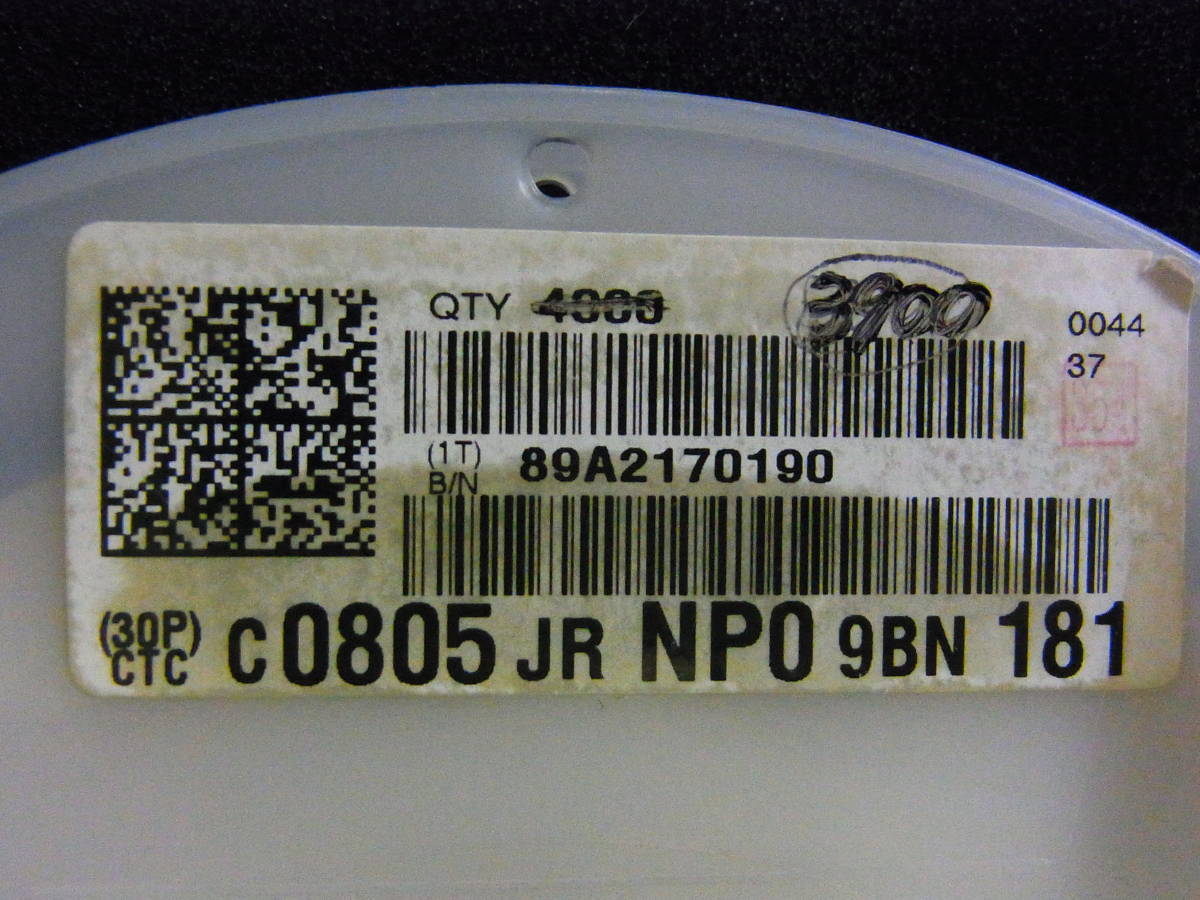 QTY 4000 3900
0044
37
(1T)
B/N 89A2170190
(30P)
CTC C0805 JR NP0 9BN 181